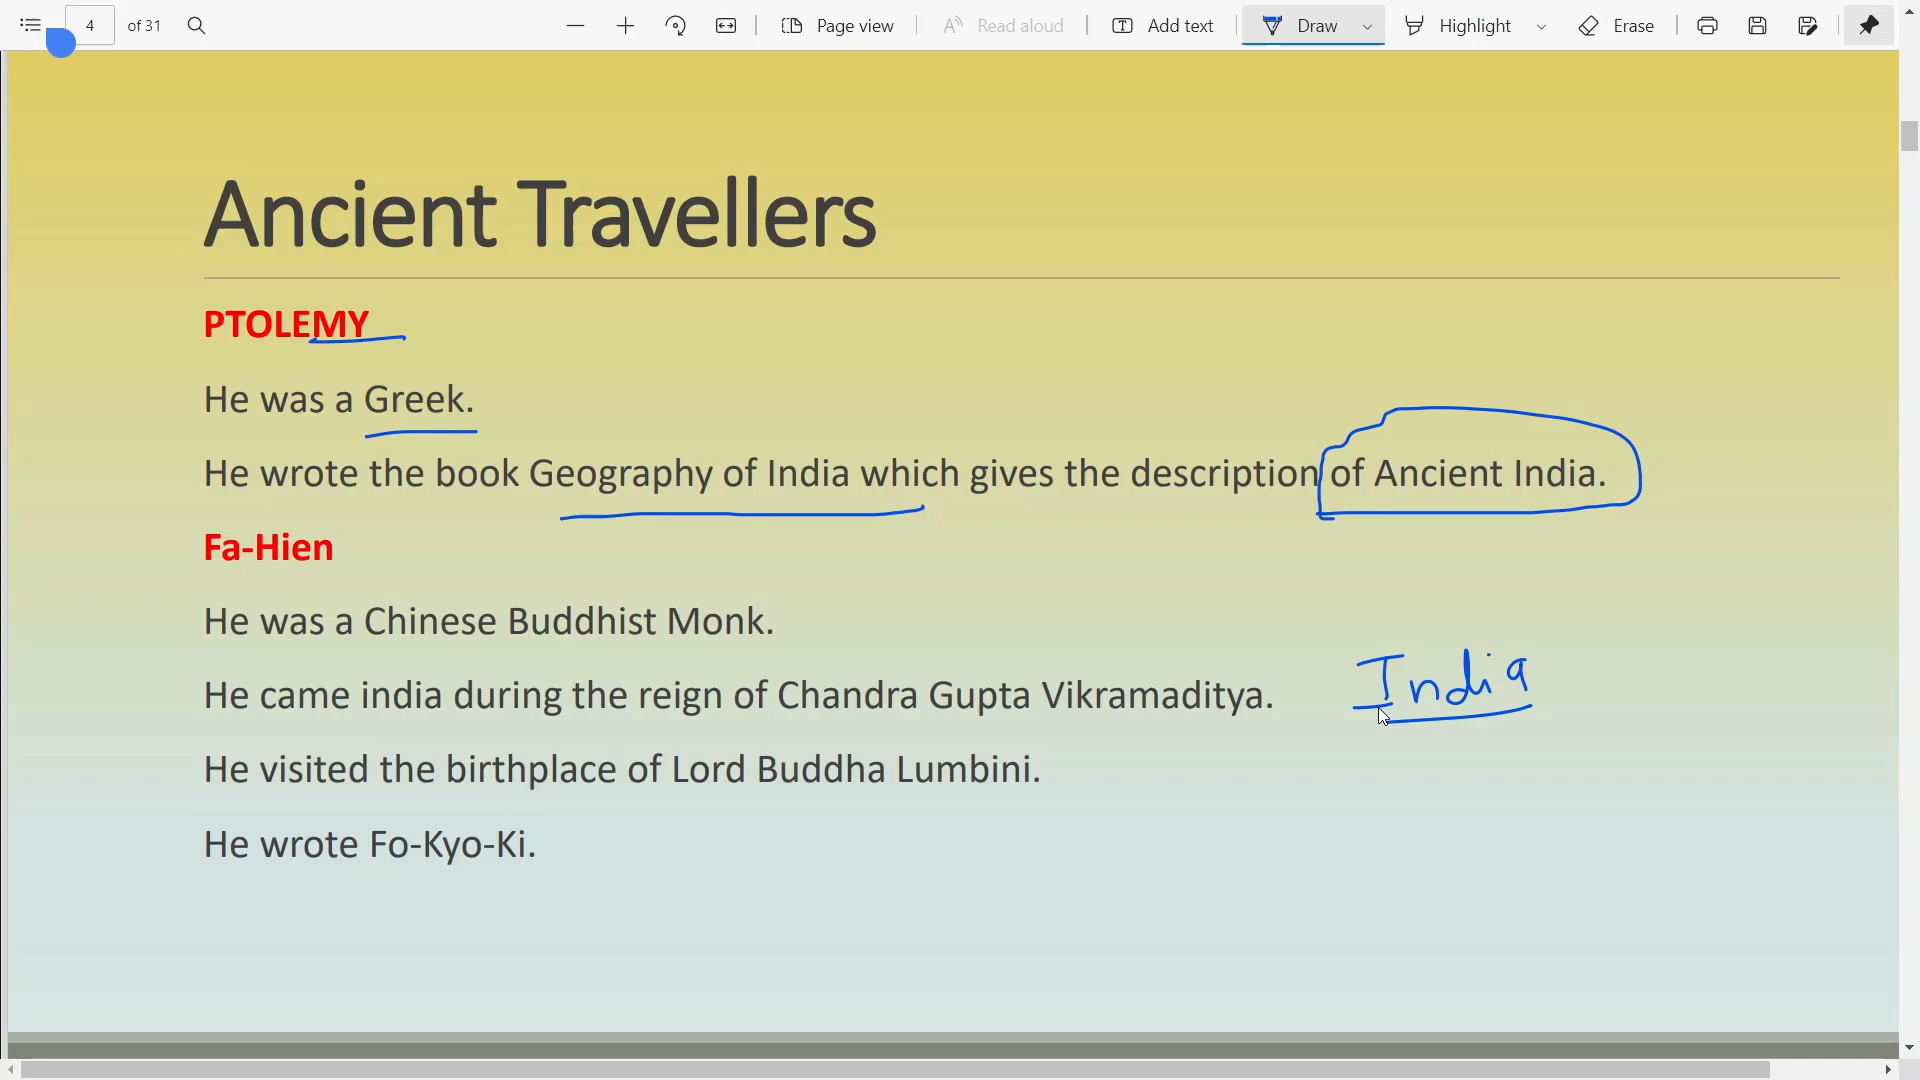 4 of 31 Page view Read aloud Add text Draw Highlight Erase
Ancient Travellers
PTOLEMY
He was a Greek.
He wrote the book Geography of India which gives the description of Ancient India.
Fa-Hien
He was a Chinese Buddhist Monk.
He came india during the reign of Chandra Gupta Vikramaditya. India
He visited the birthplace of Lord Buddha Lumbini.
He wrote Fo-Kyo-Ki.